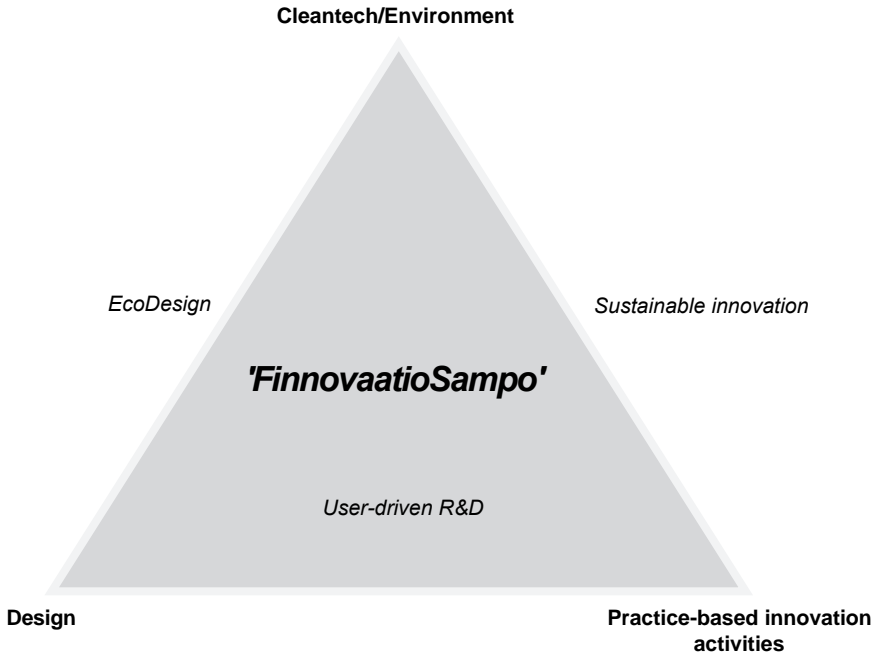 Cleantech/Environment
EcoDesign
Sustainable innovation
'FinnovaatioSampo'
User-driven R&D
Design
Practice-based innovation
activities